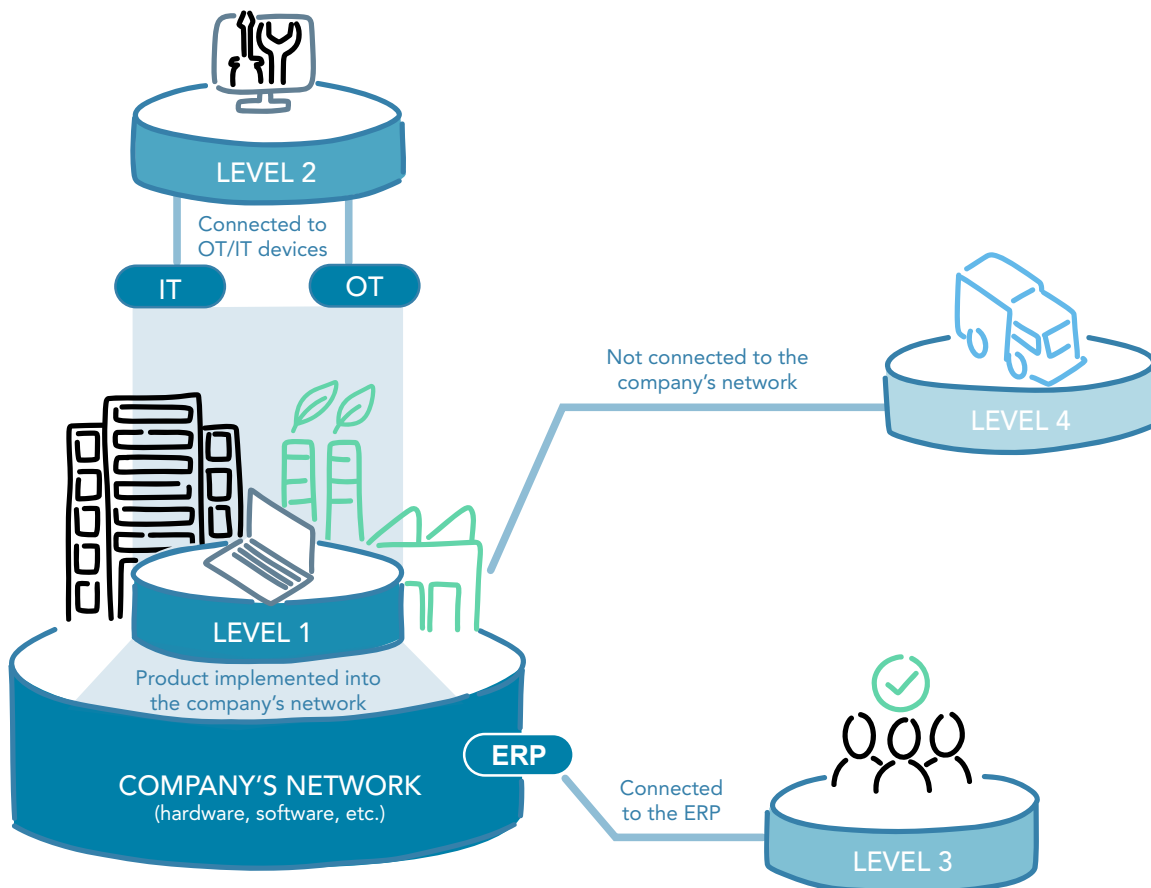 LEVEL 2
Connected to
OT/IT devices
IT
OT
Not connected to the
company's network
LEVEL 4
LEVEL 1
Product implemented into
the company's network
ERP
COMPANY'S NETWORK
(hardware, software, etc.)
Connected
to the ERP
LEVEL 3